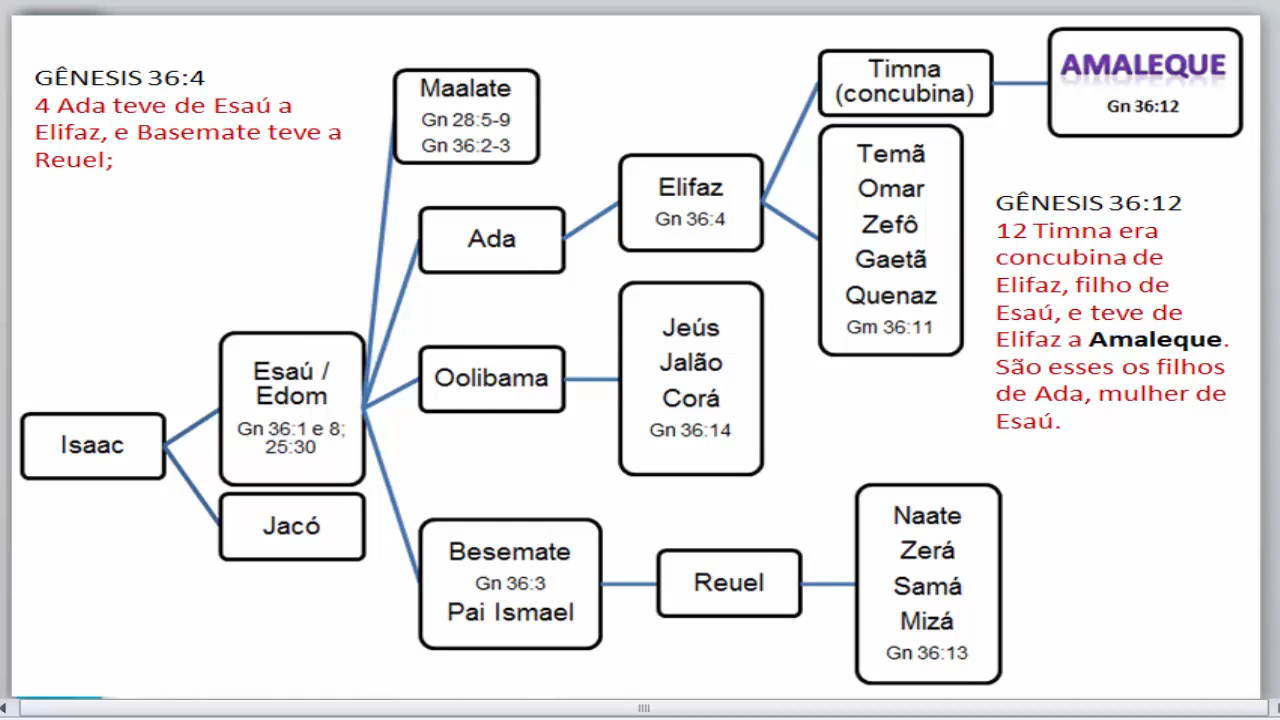 GÊNESIS 36:4
4 Ada teve de Esaú a
Elifaz, e Basemate teve a
Reuel;
Maalate
Gn 28:5-9
Gn 36:2-3
Timna
(concubina)
AMALEQUE
Gn 36:12
Elifaz
Gn 36:4
Temã
Omar
Zefô
Gaetã
Quenaz
Gm 36:11
GÊNESIS 36:12
12 Timna era
concubina de
Elifaz, filho de
Esaú, e teve de
Elifaz a Amaleque.
São esses os filhos
de Ada, mulher de
Esaú.
Ada
Jeús
Jalão
Corá
Gn 36:14
Esaú /
Edom
Gn 36:1 e 8;
25:30
Oolibama
Isaac
Jacó
Besemate
Gn 36:3
Pai Ismael
Reuel
Naate
Zerá
Samá
Mizá
Gn 36:13